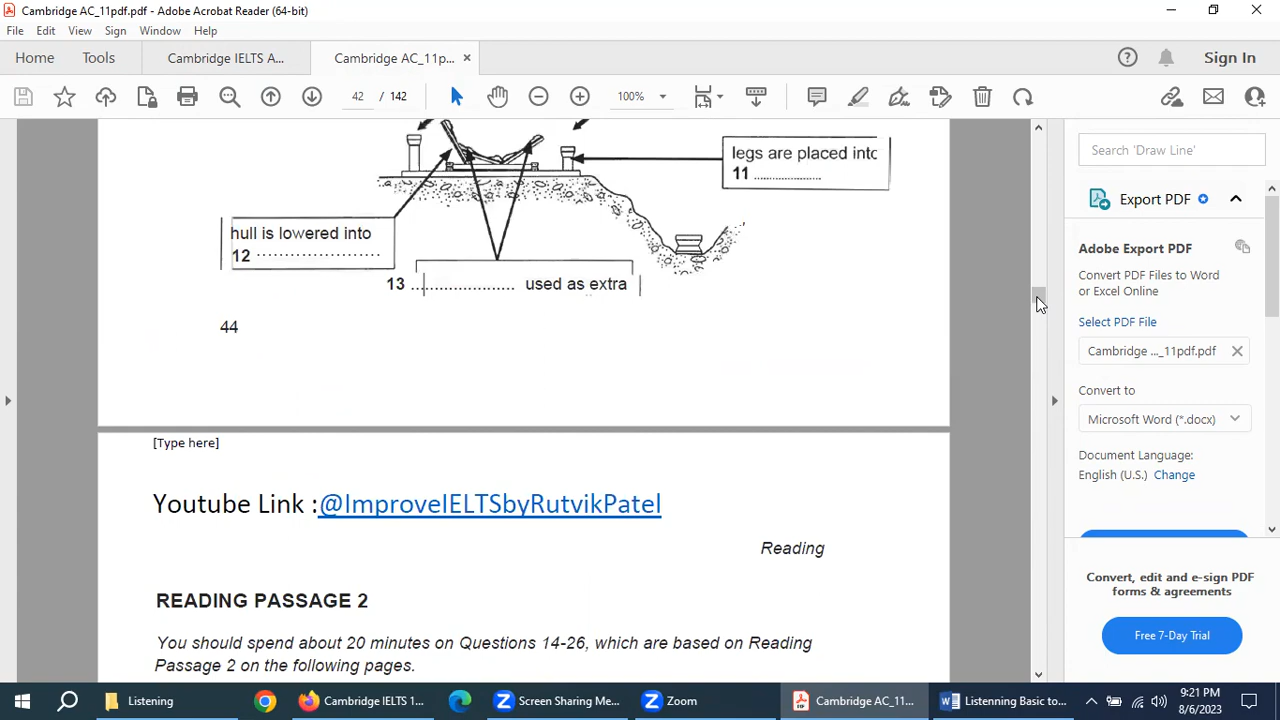 Cambridge AC_11pdf.pdf - Adobe Acrobat Reader (64-bit)
File Edit View Sign Window Help
Home Tools Cambridge IELTS A... Cambridge AC_11p... Sign In
42 / 142 100%
legs are placed into
11 ....................
hull is lowered into
12 ..............................
13 ........................ used as extra
44
[Type here]
Youtube Link :@ImproveIELTSbyRutvikPatel
Reading
READING PASSAGE 2
You should spend about 20 minutes on Questions 14-26, which are based on Reading
Passage 2 on the following pages.
Search 'Draw Line'
Export PDF
Adobe Export PDF
Convert PDF Files to Word
or Excel Online
Select PDF File
Cambridge ..._11pdf.pdf
Convert to
Microsoft Word (*.docx)
Document Language:
English (U.S.) Change
Convert, edit and e-sign PDF
forms & agreements
Free 7-Day Trial
Listening
Cambridge IELTS 1...
Screen Sharing Me...
Zoom
Cambridge AC_11...
Listenning Basic to...
9:21 PM
8/6/2023